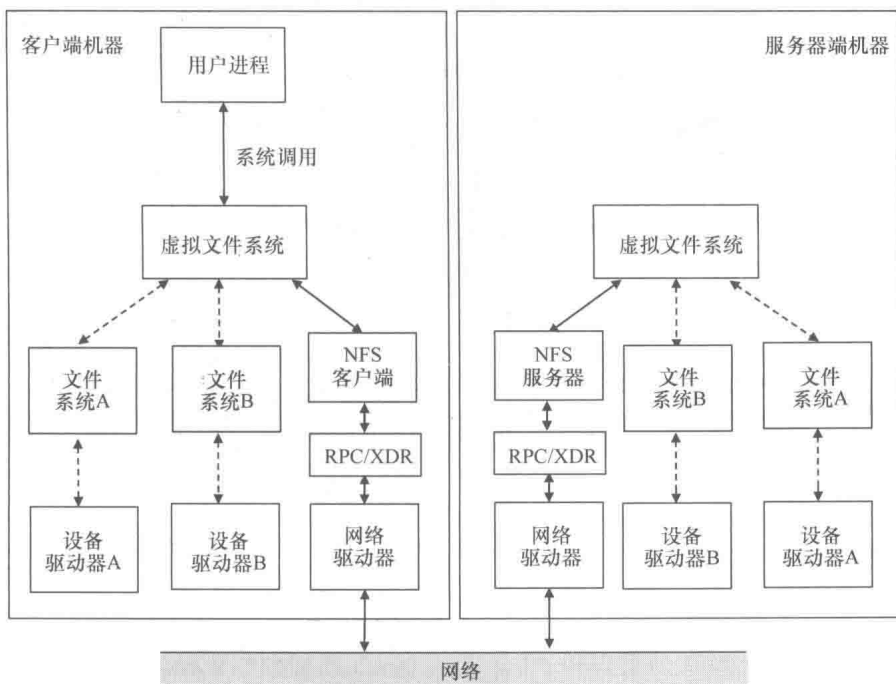 客户端机器
服务器端机器
用户进程
系统调用
虚拟文件系统
虚拟文件系统
文件
系统A
文件
系统B
NFS
客户端
NFS
服务器
文件
系统B
文件
系统A
RPC/XDR
RPC/XDR
设备
驱动器A
设备
驱动器B
网络
驱动器
网络
驱动器
设备
驱动器B
设备
驱动器A
网络